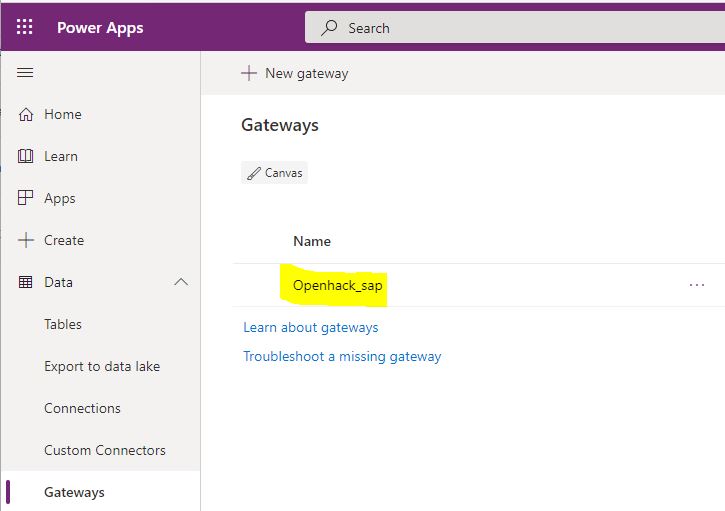 Power Apps
Search
Home
Learn
Apps
Create
Data
Tables
Export to data lake
Connections
Custom Connectors
Gateways
New gateway
Gateways
Canvas
Name
Openhack_sap
Learn about gateways
Troubleshoot a missing gateway